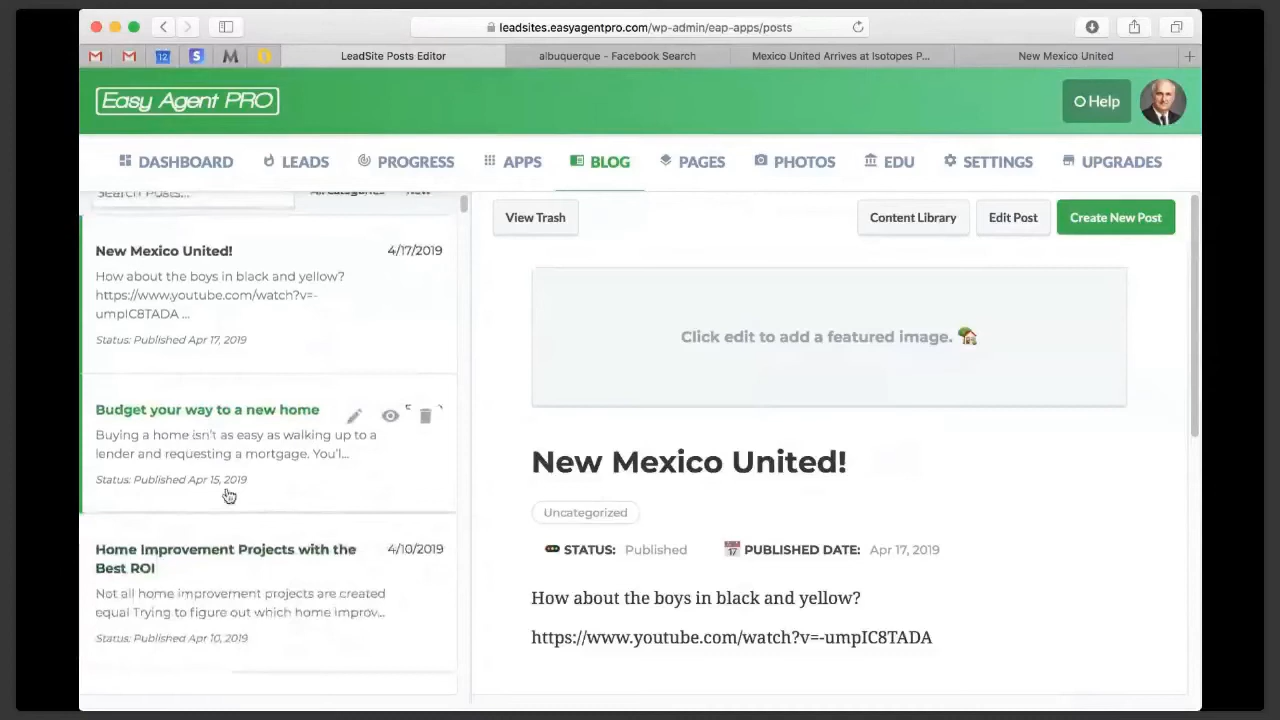 leadsites.easyagentpro.com/wp-admin/eap-apps/posts
12
LeadSite Posts Editor
albuquerque - Facebook Search
Mexico United Arrives at Isotopes P...
New Mexico United
Easy Agent PRO
Help
DASHBOARD
LEADS
PROGRESS
APPS
BLOG
PAGES
PHOTOS
EDU
SETTINGS
UPGRADES
Search Posts...
All Categories
New
New Mexico United!
4/17/2019
How about the boys in black and yellow?
https://www.youtube.com/watch?v=-
umpIC8TADA ...
Status: Published Apr 17, 2019
Budget your way to a new home
Buying a home isn't as easy as walking up to a
lender and requesting a mortgage. You'l...
Status: Published Apr 15, 2019
Home Improvement Projects with the
Best ROI
4/10/2019
Not all home improvement projects are created
equal Trying to figure out which home improv...
Status: Published Apr 10, 2019
View Trash
Content Library
Edit Post
Create New Post
Click edit to add a featured image.
New Mexico United!
Uncategorized
STATUS: Published
PUBLISHED DATE: Apr 17, 2019
How about the boys in black and yellow?
https://www.youtube.com/watch?v=-umpIC8TADA